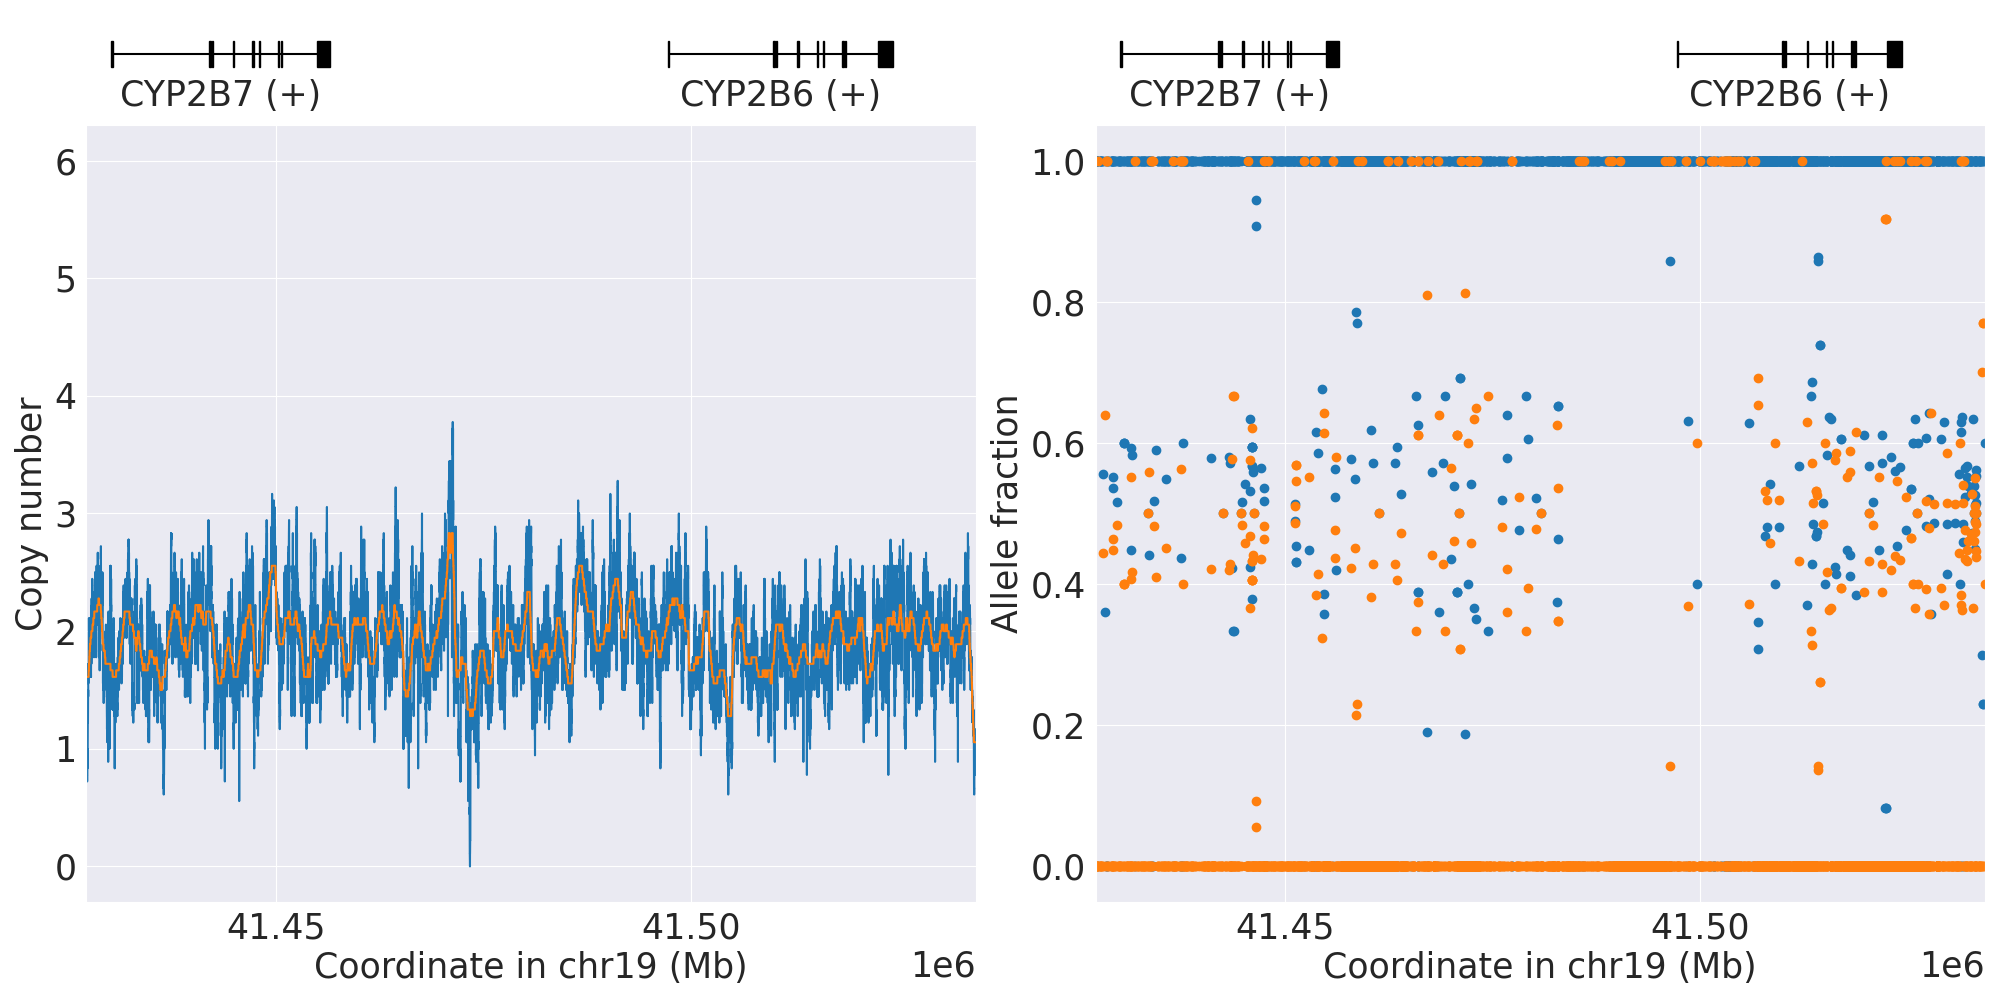 CYP2B7 (+)
CYP2B6 (+)
6
5
4
3
2
1
0
Copy number
41.45
41.50
Coordinate in chr19 (Mb)
1e6
CYP2B7 (+)
CYP2B6 (+)
1.0
0.8
0.6
0.4
0.2
0.0
Allele fraction
41.45
41.50
Coordinate in chr19 (Mb)
1e6